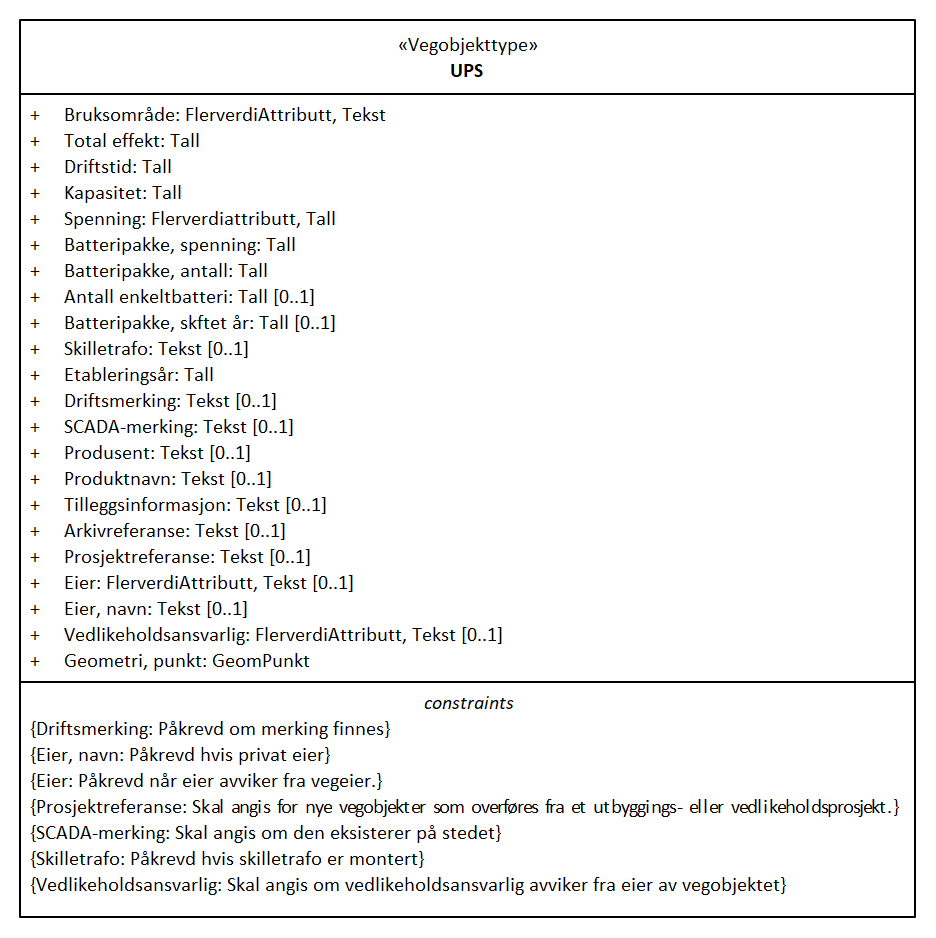 «Vegobjekttype»
UPS
+ Bruksområde: FlerverdiAttributt, Tekst
+ Total effekt: Tall
+ Driftstid: Tall
+ Kapasitet: Tall
+ Spenning: Flerverdiattributt, Tall
+ Batteripakke, spenning: Tall
+ Batteripakke, antall: Tall
+ Antall enkeltbatteri: Tall [0..1]
+ Batteripakke, skftet år: Tall [0..1]
+ Skilletrafo: Tekst [0..1]
+ Etableringsår: Tall
+ Driftsmerking: Tekst [0..1]
+ SCADA-merking: Tekst [0..1]
+ Produsent: Tekst [0..1]
+ Produktnavn: Tekst [0..1]
+ Tilleggsinformasjon: Tekst [0..1]
+ Arkivreferanse: Tekst [0..1]
+ Prosjektreferanse: Tekst [0..1]
+ Eier: FlerverdiAttributt, Tekst [0..1]
+ Eier, navn: Tekst [0..1]
+ Vedlikeholdsansvarlig: FlerverdiAttributt, Tekst [0..1]
+ Geometri, punkt: GeomPunkt
constraints
{Driftsmerking: Påkrevd om merking finnes}
{Eier, navn: Påkrevd hvis privat eier}
{Eier: Påkrevd når eier avviker fra vegeier.}
{Prosjektreferanse: Skal angis for nye vegobjekter som overføres fra et utbyggings- eller vedlikeholdsprosjekt.}
{SCADA-merking: Skal angis om den eksisterer på stedet}
{Skilletrafo: Påkrevd hvis skilletrafo er montert}
{Vedlikeholdsansvarlig: Skal angis om vedlikeholdsansvarlig avviker fra eier av vegobjektet}